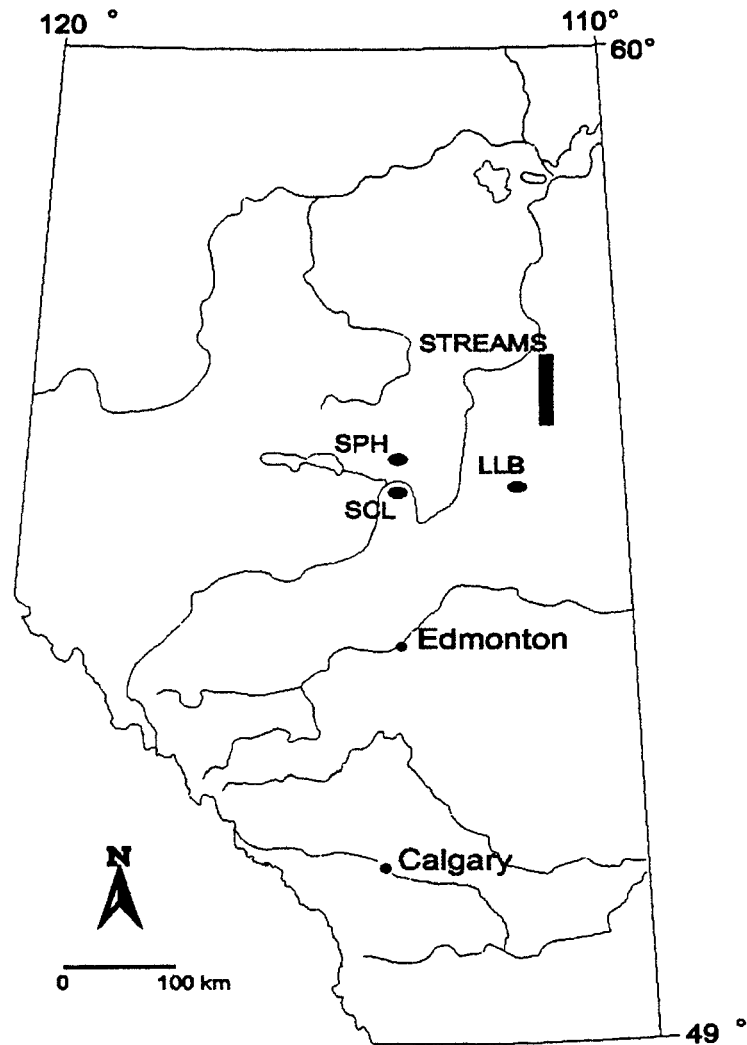 120 °
110°
60°
STREAMS
SPH
LLB
SCL
Edmonton
Calgary
N
0 100 km
49 °